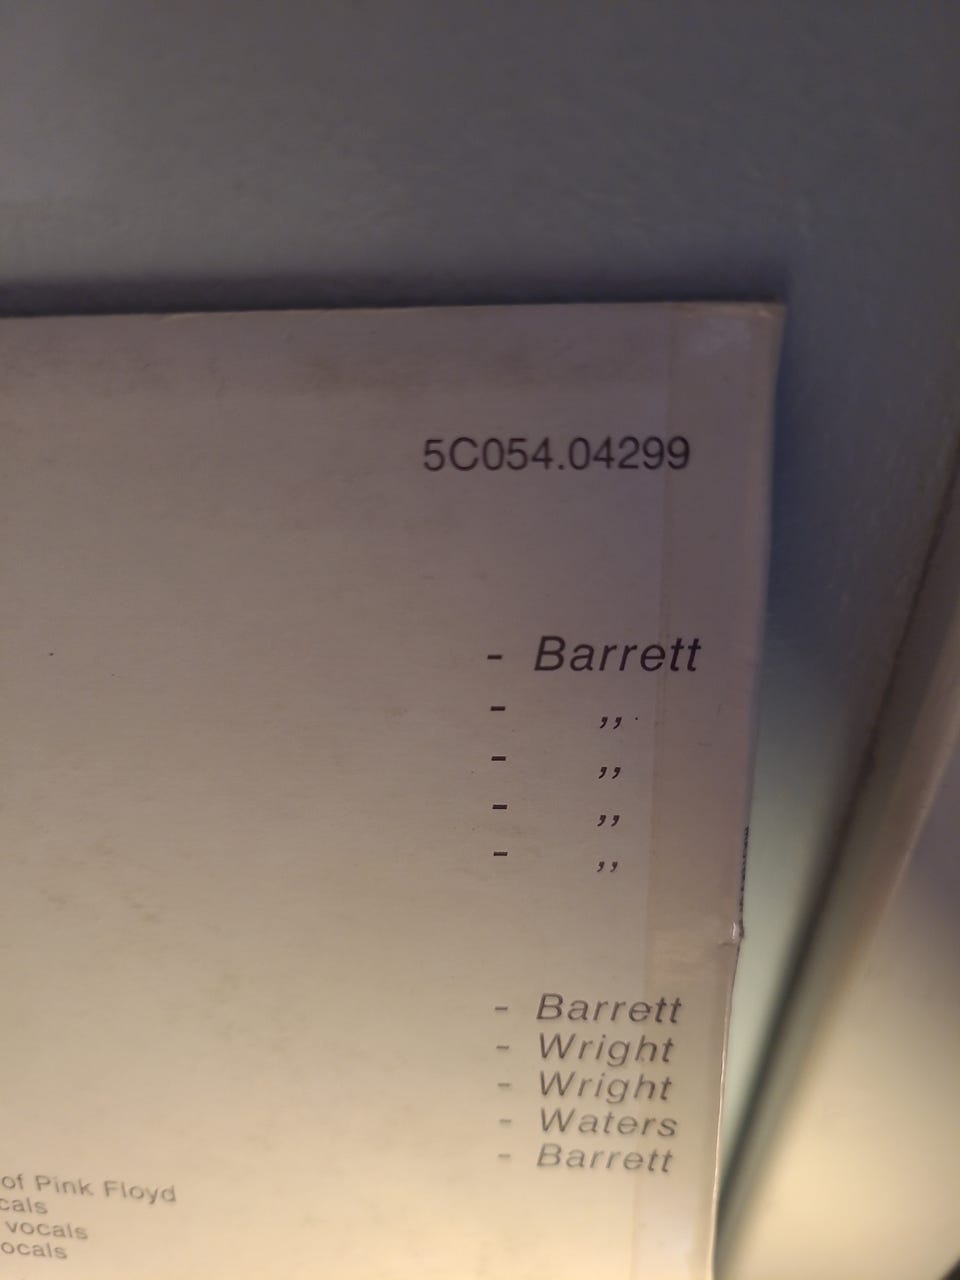 5C054.04299
- Barrett
- ,,
- ,,
- ,,
- ,,
- Barrett
- Wright
- Wright
- Waters
- Barrett
of Pink Floyd
cals
vocals
ocals